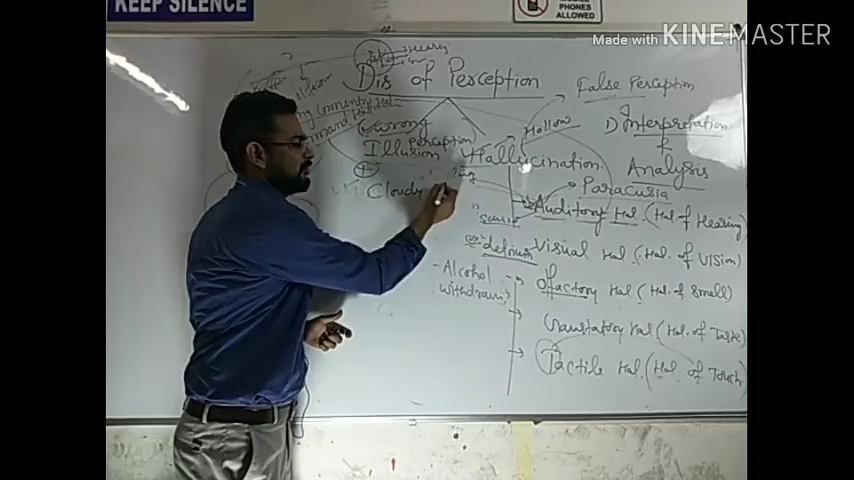 KEEP SILENCE
PHONES
ALLOWED
Made with KINEMASTER
Dis of Perception
False Perception
Wrong
Perception)
Illusion
Hallow
Hallucination
1) Interpretation
&
Analysis
Cloudy
Paracusia
Auditory Hal (Hal of Hearing)
delirium
Visual Hal (Hal. of Vision)
- Alcohol
withdrawl
Olfactory Hal (Hal. of Smell)
Gaustatory Hal (Hal. of Taste)
Tactile Hal. (Hal. of Touch)